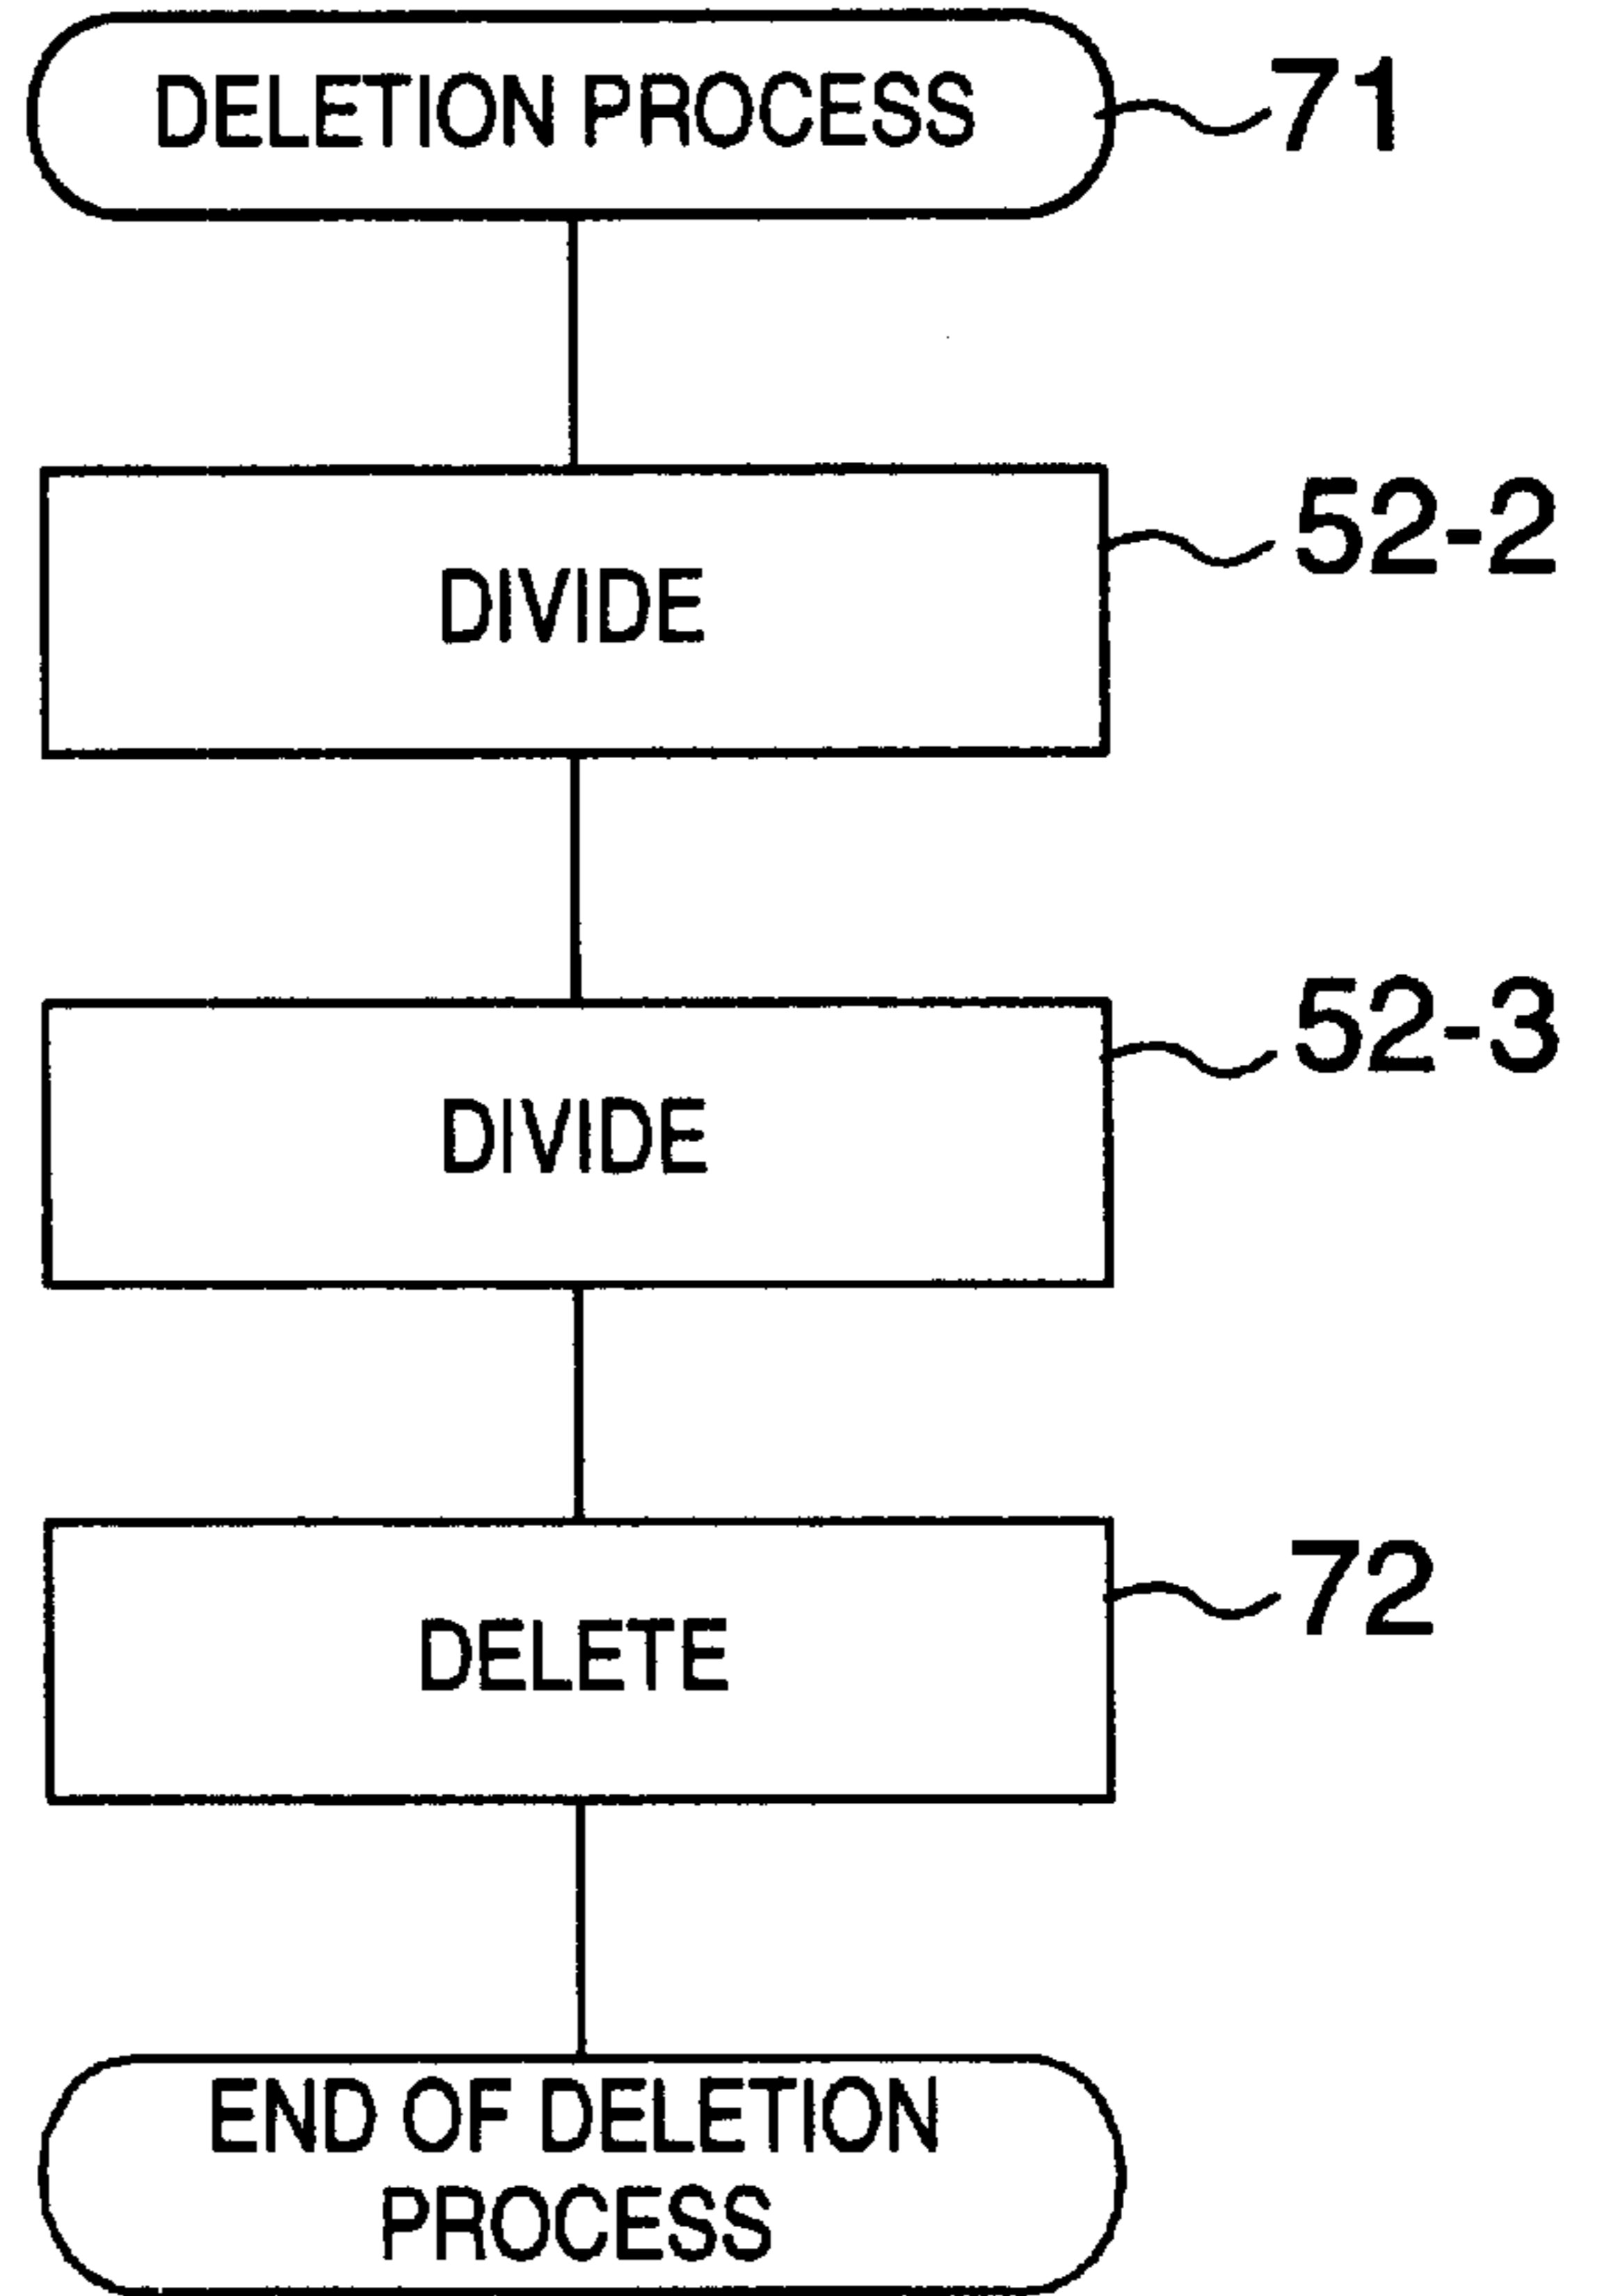 DELETION PROCESS 71
52-2
DIVIDE
52-3
DIVIDE
72
DELETE
END OF DELETION
PROCESS